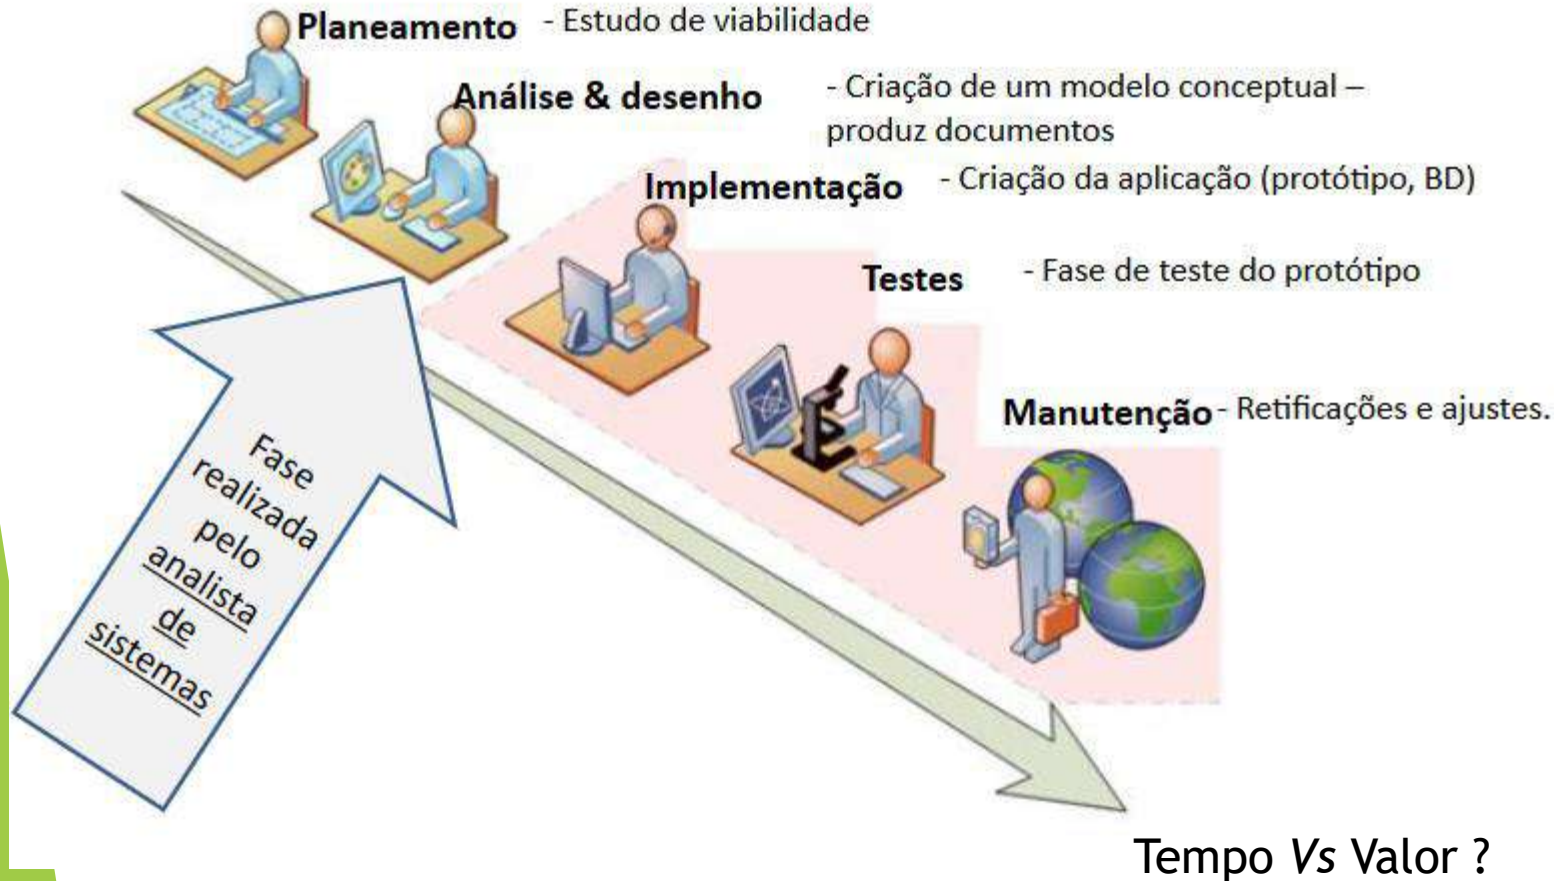 Planeamento - Estudo de viabilidade
Análise & desenho - Criação de um modelo conceptual –
produz documentos
Implementação - Criação da aplicação (protótipo, BD)
Testes - Fase de teste do protótipo
Manutenção - Retificações e ajustes.
Fase
realizada
pelo
analista
de
sistemas
Tempo Vs Valor ?